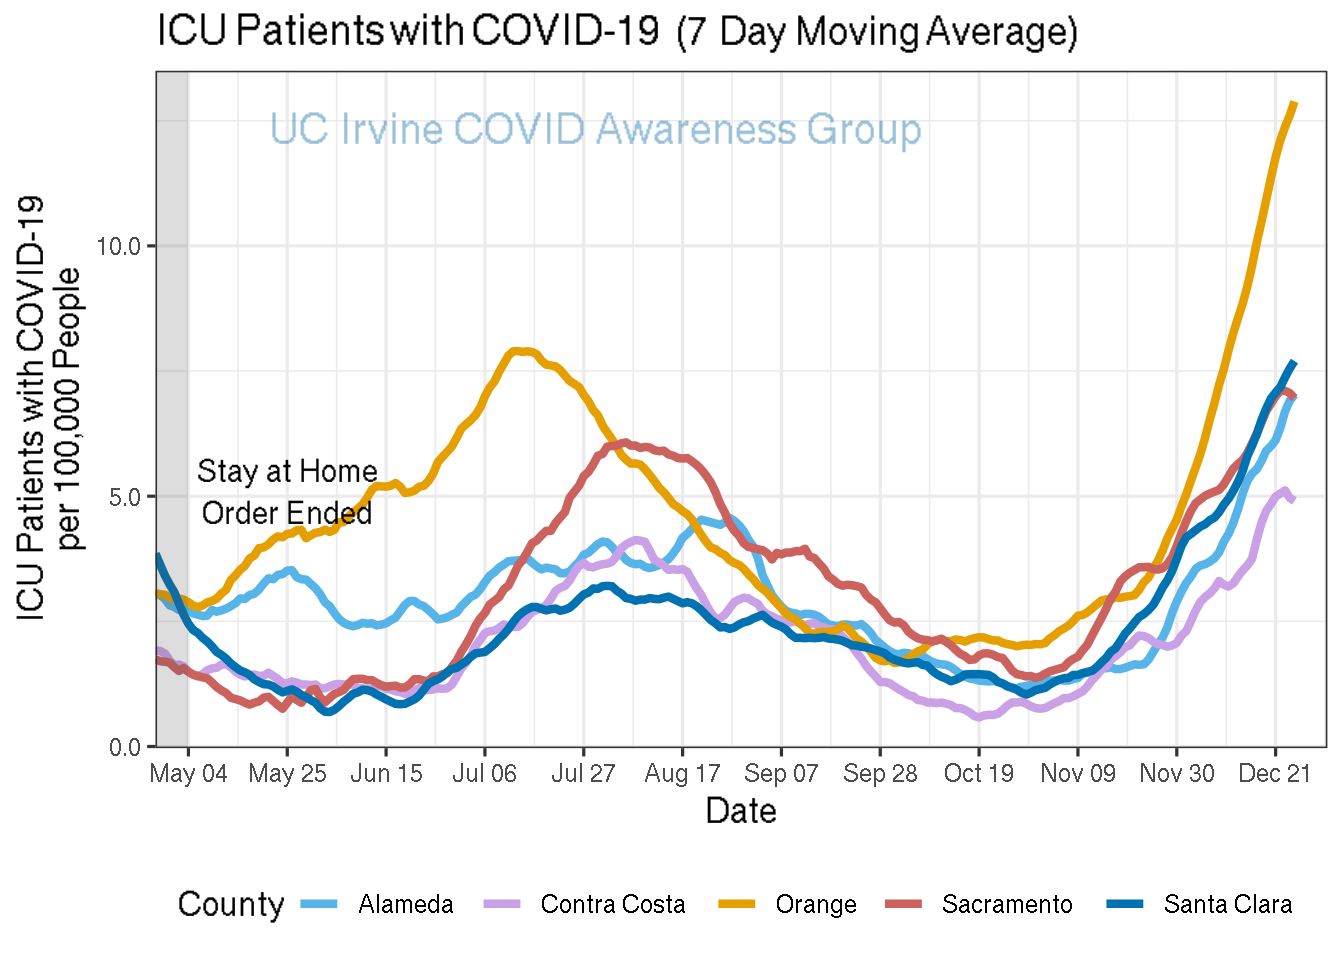 ICU Patients with COVID-19 (7 Day Moving Average)
UC Irvine COVID Awareness Group
ICU Patients with COVID-19
per 100,000 People
10.0
5.0
0.0
Stay at Home
Order Ended
May 04 May 25 Jun 15 Jul 06 Jul 27 Aug 17 Sep 07 Sep 28 Oct 19 Nov 09 Nov 30 Dec 21
Date
County Alameda Contra Costa Orange Sacramento Santa Clara